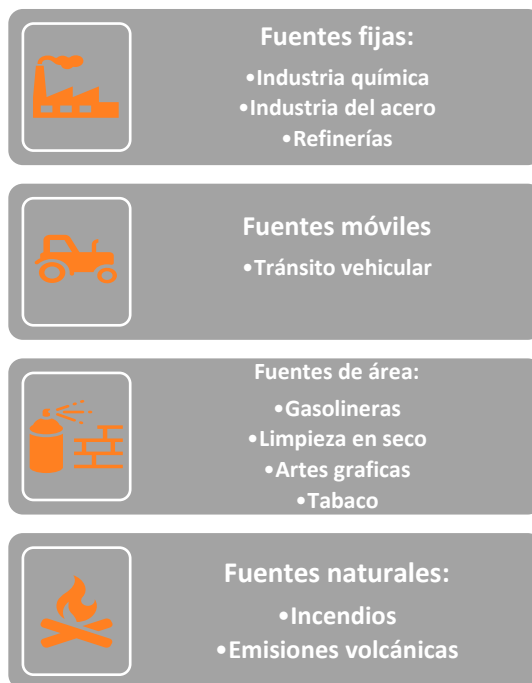 Fuentes fijas:
•Industria química
•Industria del acero
•Refinerías
Fuentes móviles
•Tránsito vehicular
Fuentes de área:
•Gasolineras
•Limpieza en seco
•Artes graficas
•Tabaco
Fuentes naturales:
•Incendios
•Emisiones volcánicas